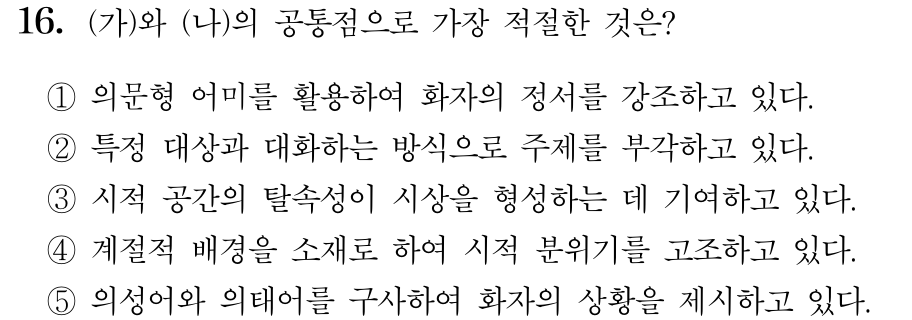 16. (가)와 (나)의 공통점으로 가장 적절한 것은?
① 의문형 어미를 활용하여 화자의 정서를 강조하고 있다.
② 특정 대상과 대화하는 방식으로 주제를 부각하고 있다.
③ 시적 공간의 탈속성이 시상을 형성하는 데 기여하고 있다.
④ 계절적 배경을 소재로 하여 시적 분위기를 고조하고 있다.
⑤ 의성어와 의태어를 구사하여 화자의 상황을 제시하고 있다.